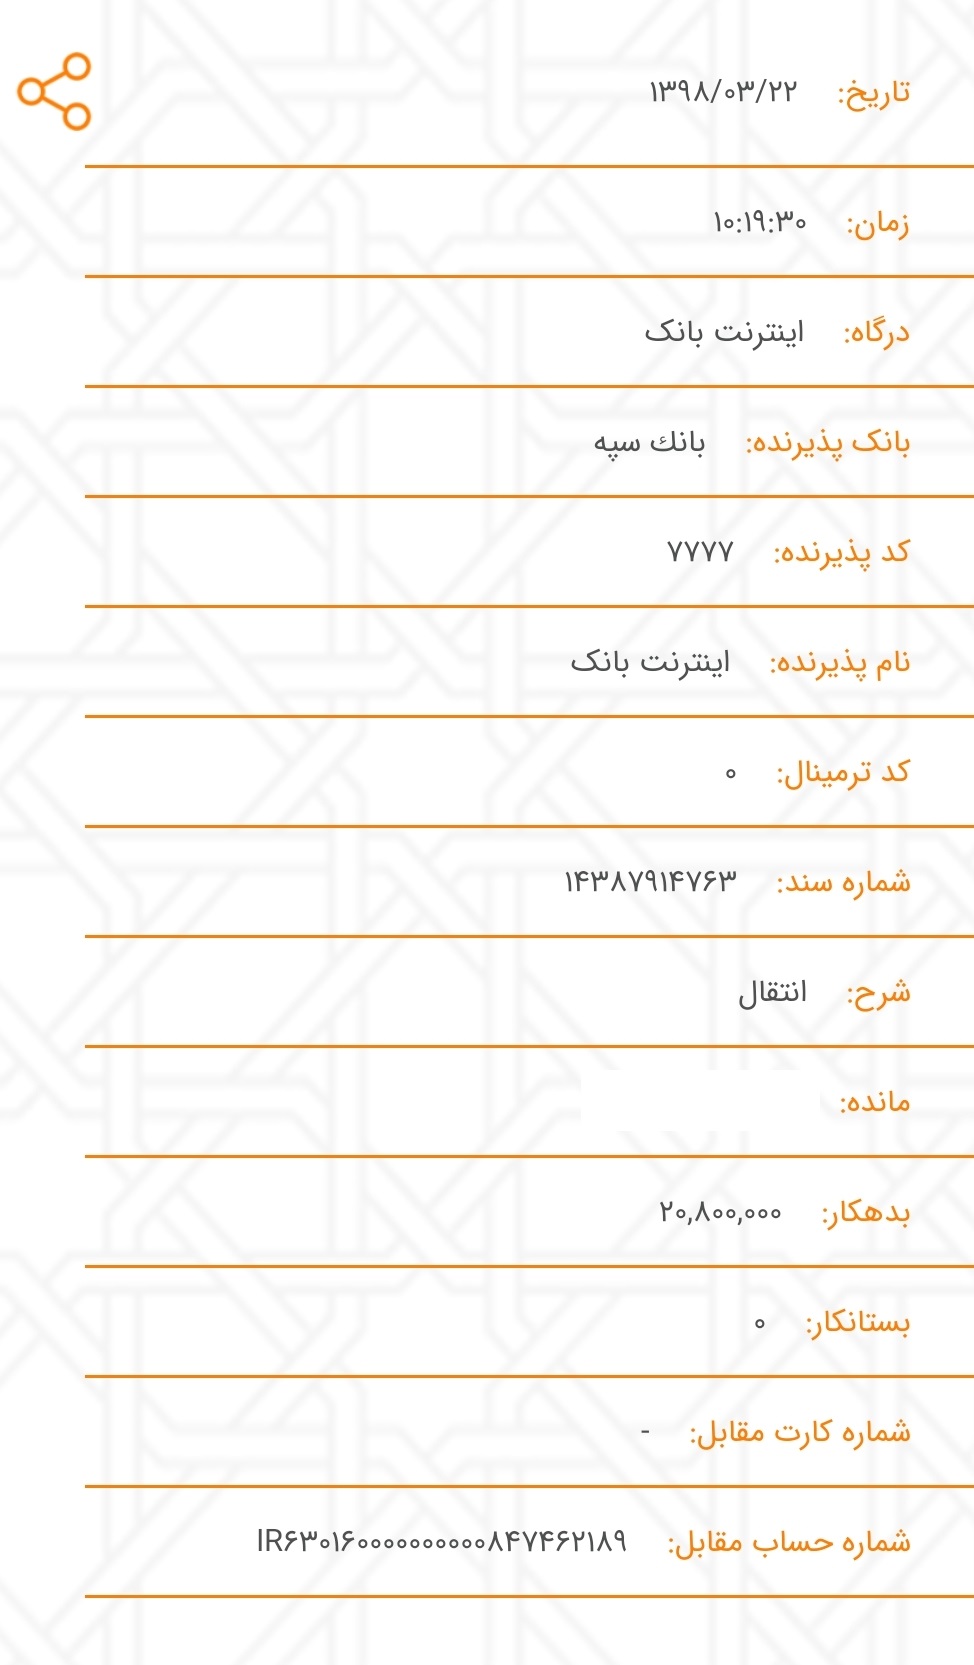 تاریخ: ۱۳۹۸/۰۳/۲۲
زمان: ۱۰:۱۹:۳۰
درگاه: اینترنت بانک
بانک پذیرنده: بانك سپه
کد پذیرنده: ۷۷۷۷
نام پذیرنده: اینترنت بانک
کد ترمینال: ۰
شماره سند: ۱۴۳۸۷۹۱۴۷۶۳
شرح: انتقال
مانده:
بدهکار: ۲۰,۸۰۰,۰۰۰
بستانکار: ۰
شماره کارت مقابل: -
شماره حساب مقابل: IR۶۳۰۱۶۰۰۰۰۰۰۰۰۰۰۸۴۷۴۶۲۱۸۹